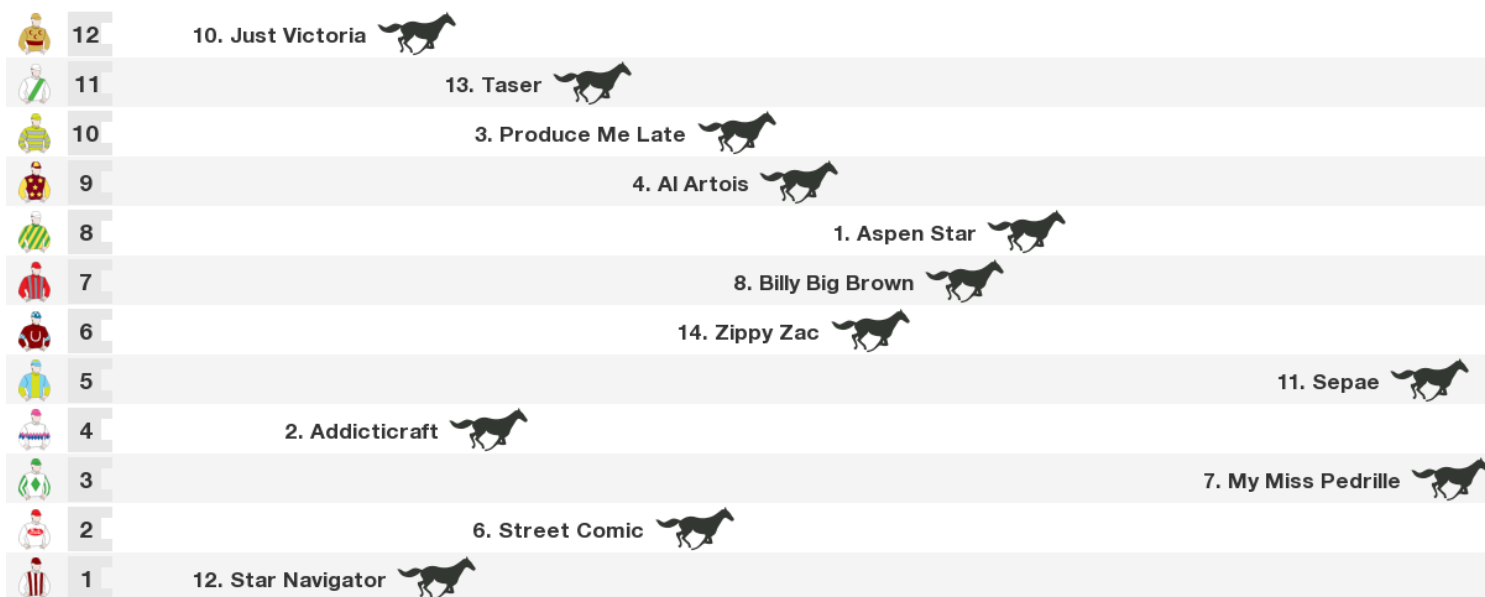 12 10. Just Victoria
11 13. Taser
10 3. Produce Me Late
9 4. Al Artois
8 1. Aspen Star
7 8. Billy Big Brown
6 14. Zippy Zac
5 11. Sepae
4 2. Addicticraft
3 7. My Miss Pedrille
2 6. Street Comic
1 12. Star Navigator